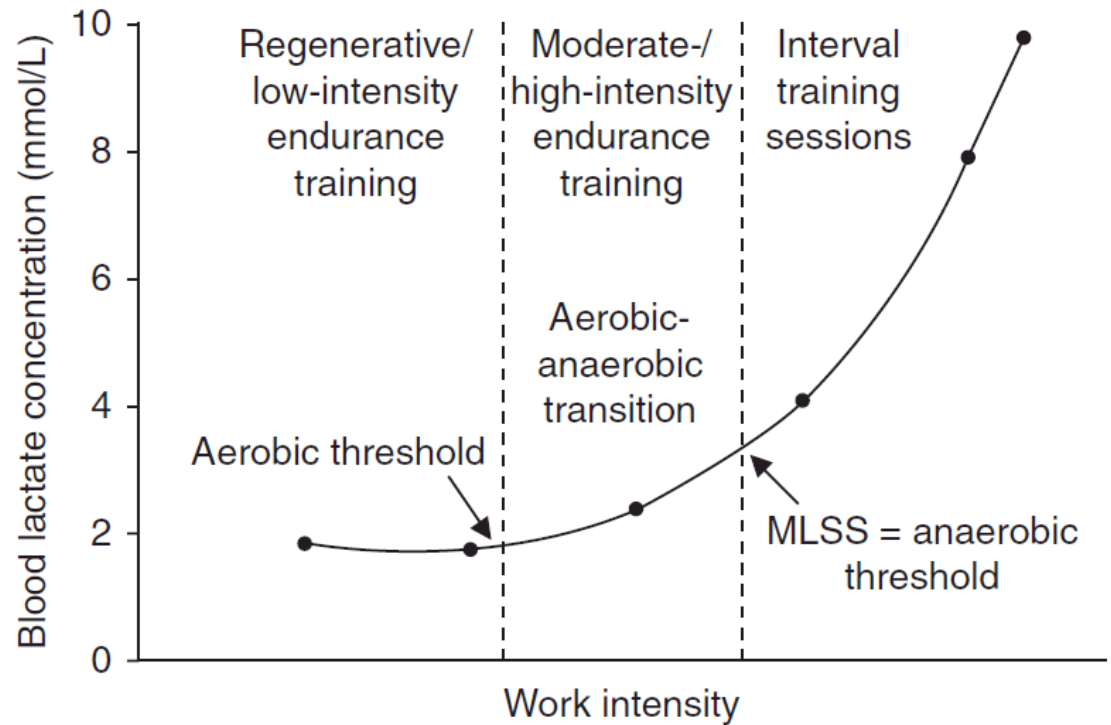 Blood lactate concentration (mmol/L)
10
8
6
4
2
0
Regenerative/
low-intensity
endurance
training
Moderate-/
high-intensity
endurance
training
Interval
training
sessions
Aerobic-
anaerobic
transition
Aerobic threshold
MLSS = anaerobic
threshold
Work intensity